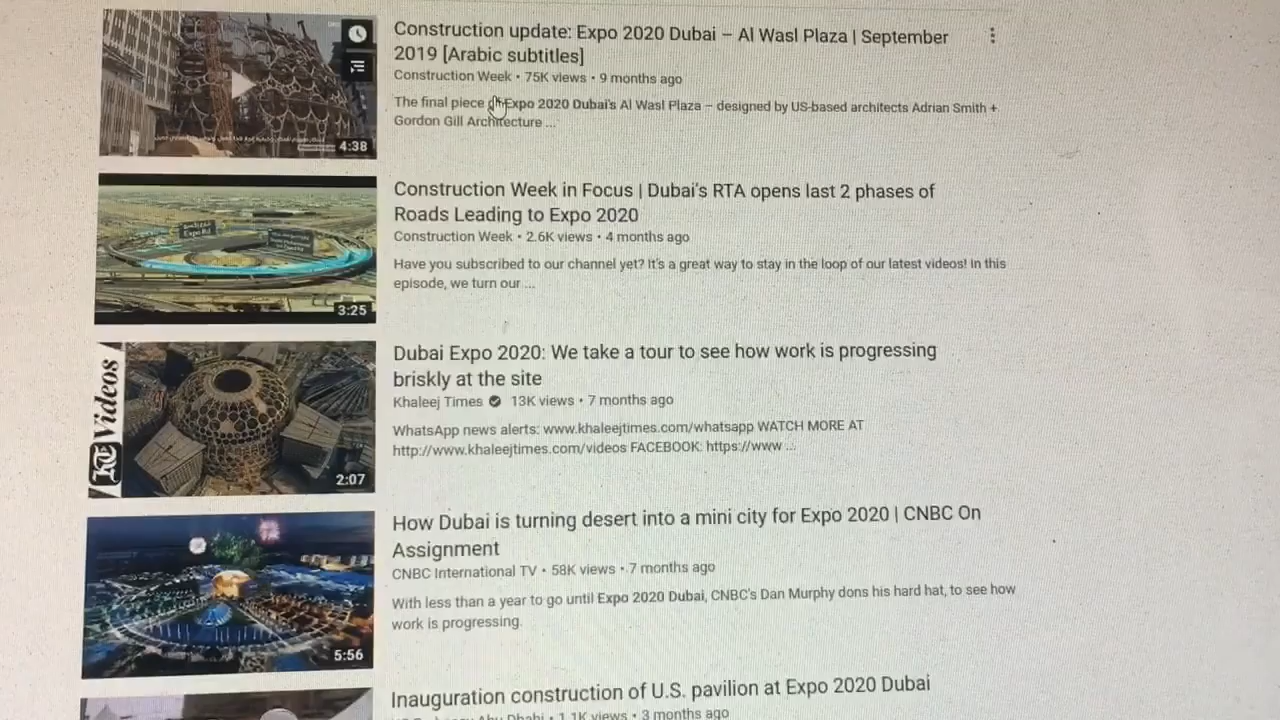 Construction update: Expo 2020 Dubai – Al Wasl Plaza | September
2019 [Arabic subtitles]
Construction Week • 75K views • 9 months ago
The final piece of Expo 2020 Dubai's Al Wasl Plaza – designed by US-based architects Adrian Smith +
Gordon Gill Architecture ...
4:38
Construction Week in Focus | Dubai's RTA opens last 2 phases of
Roads Leading to Expo 2020
Construction Week • 2.6K views • 4 months ago
Have you subscribed to our channel yet? It's a great way to stay in the loop of our latest videos! In this
episode, we turn our ...
Expo Rd
3:25
Dubai Expo 2020: We take a tour to see how work is progressing
briskly at the site
Khaleej Times 13K views • 7 months ago
WhatsApp news alerts: www.khaleejtimes.com/whatsapp WATCH MORE AT
http://www.khaleejtimes.com/videos FACEBOOK: https://www ...
KT Videos
2:07
How Dubai is turning desert into a mini city for Expo 2020 | CNBC On
Assignment
CNBC International TV • 58K views • 7 months ago
With less than a year to go until Expo 2020 Dubai, CNBC's Dan Murphy dons his hard hat, to see how
work is progressing.
5:56
Inauguration construction of U.S. pavilion at Expo 2020 Dubai
Abu Dhabi • 1.1K views • 3 months ago